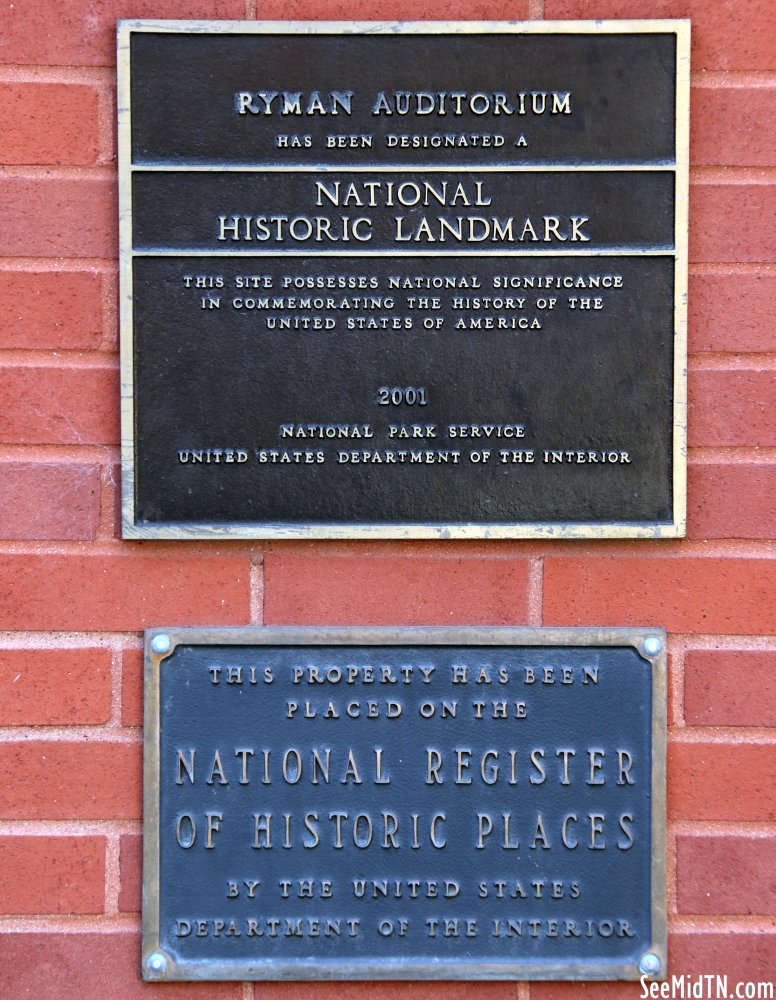 RYMAN AUDITORIUM
HAS BEEN DESIGNATED A
NATIONAL
HISTORIC LANDMARK
THIS SITE POSSESSES NATIONAL SIGNIFICANCE
IN COMMEMORATING THE HISTORY OF THE
UNITED STATES OF AMERICA
2001
NATIONAL PARK SERVICE
UNITED STATES DEPARTMENT OF THE INTERIOR
THIS PROPERTY HAS BEEN
PLACED ON THE
NATIONAL REGISTER
OF HISTORIC PLACES
BY THE UNITED STATES
DEPARTMENT OF THE INTERIOR
SeeMidTN.com